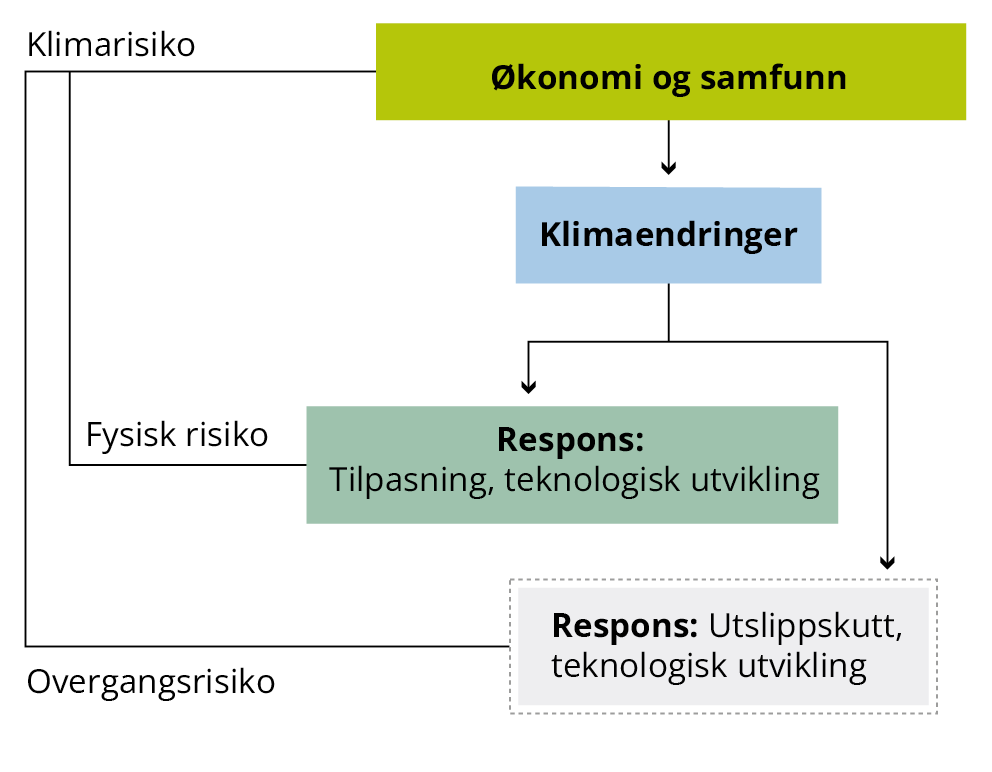 Klimarisiko
Økonomi og samfunn
Klimaendringer
Fysisk risiko
Respons:
Tilpasning, teknologisk utvikling
Respons: Utslippskutt,
teknologisk utvikling
Overgangsrisiko